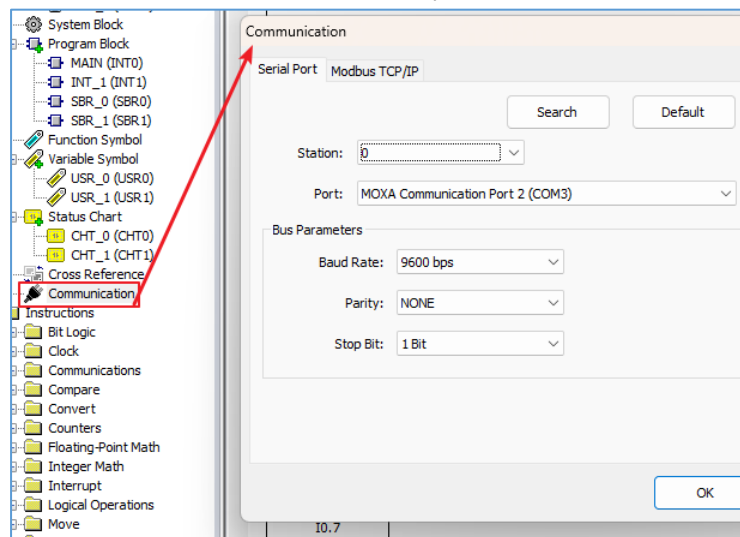 System Block
Program Block
MAIN (INT0)
INT_1 (INT1)
SBR_0 (SBR0)
SBR_1 (SBR1)
Function Symbol
Variable Symbol
USR_0 (USR0)
USR_1 (USR1)
Status Chart
CHT_0 (CHT0)
CHT_1 (CHT1)
Cross Reference
Communication
Instructions
Bit Logic
Clock
Communications
Compare
Convert
Counters
Floating-Point Math
Integer Math
Interrupt
Logical Operations
Move
Communication
Serial Port Modbus TCP/IP
Search Default
Station: 0
Port: MOXA Communication Port 2 (COM3)
Bus Parameters
Baud Rate: 9600 bps
Parity: NONE
Stop Bit: 1 Bit
OK
I0.7